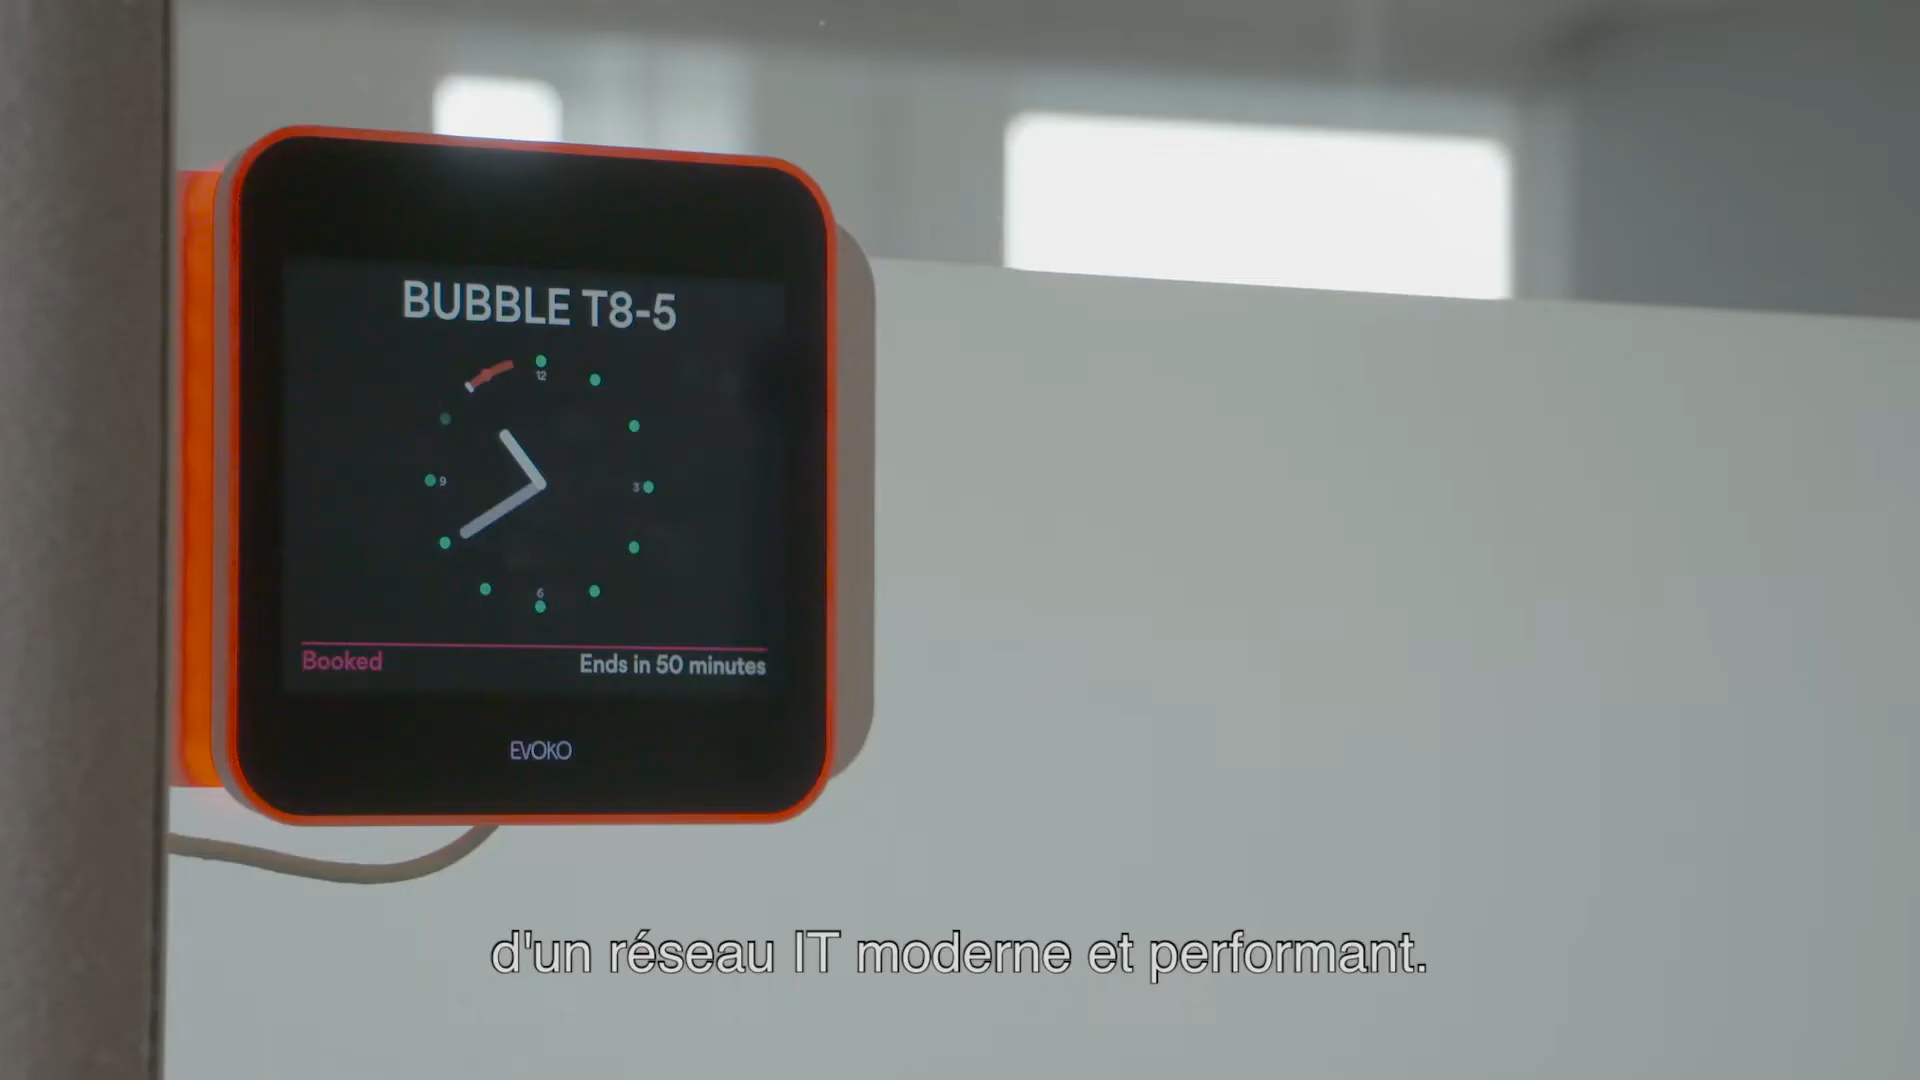 BUBBLE T8-5
12
9
3
6
Booked
Ends in 50 minutes
EVOKO
d'un réseau IT moderne et performant.